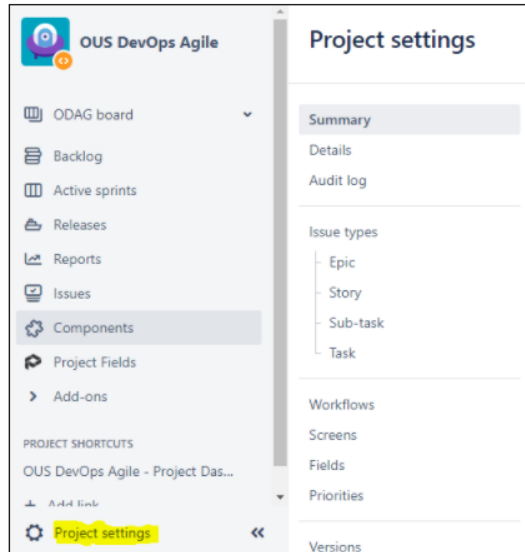 OUS DevOps Agile
ODAG board
Backlog
Active sprints
Releases
Reports
Issues
Components
Project Fields
Add-ons
PROJECT SHORTCUTS
OUS DevOps Agile - Project Das...
+ Add link
Project settings
Project settings
Summary
Details
Audit log
Issue types
Epic
Story
Sub-task
Task
Workflows
Screens
Fields
Priorities
Versions